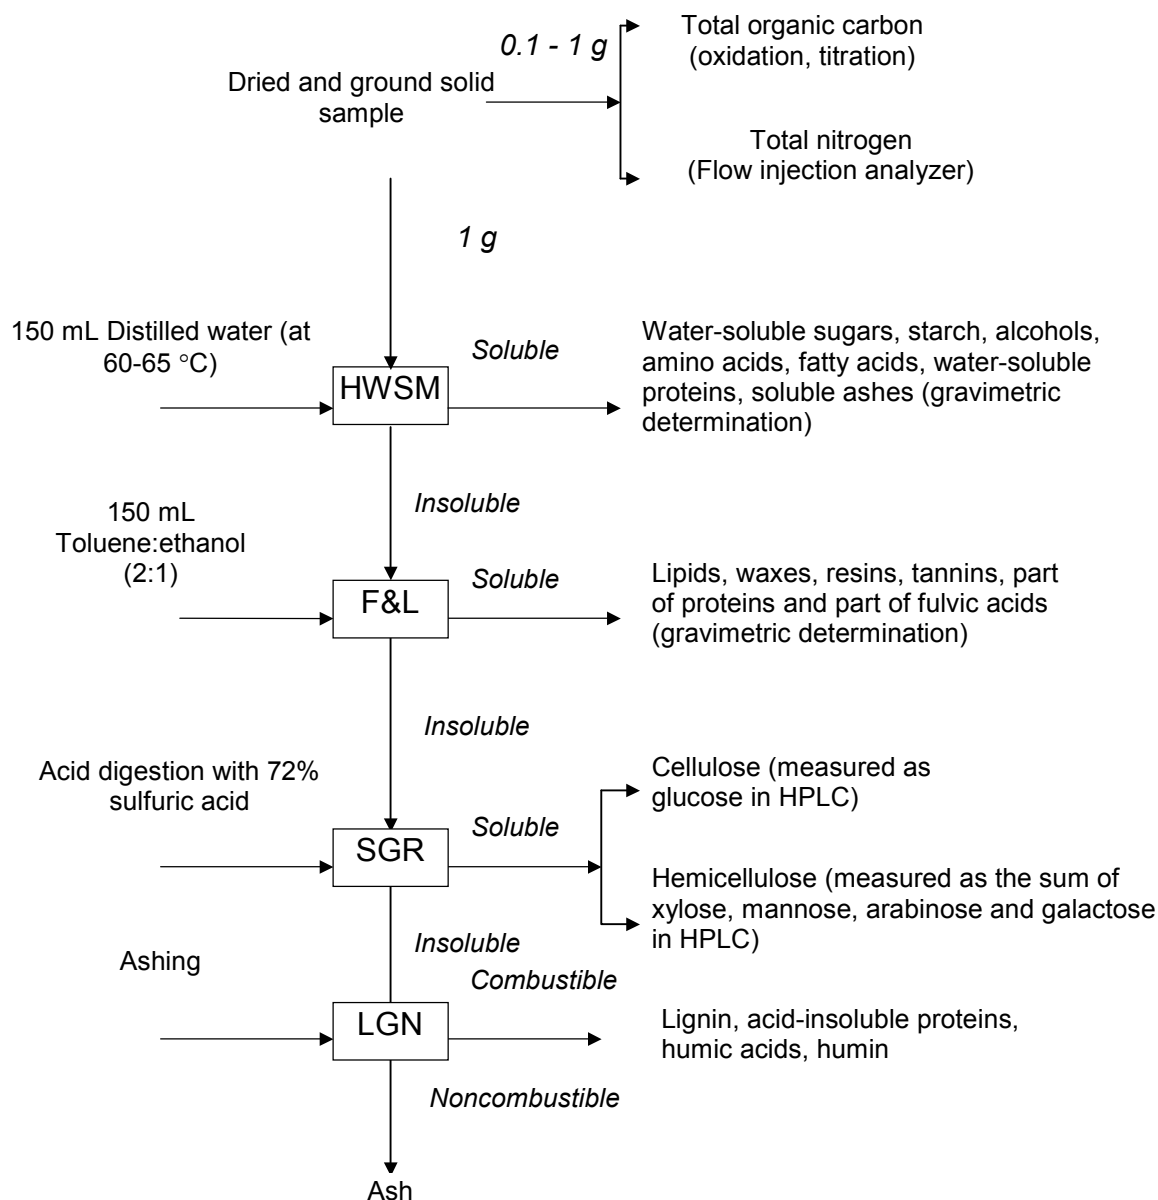 0.1 - 1 g
Total organic carbon
(oxidation, titration)
Dried and ground solid
sample
Total nitrogen
(Flow injection analyzer)
1 g
150 mL Distilled water (at
60-65 °C)
Soluble
Water-soluble sugars, starch, alcohols,
amino acids, fatty acids, water-soluble
proteins, soluble ashes (gravimetric
determination)
HWSM
Insoluble
150 mL
Toluene:ethanol
(2:1)
Soluble
Lipids, waxes, resins, tannins, part
of proteins and part of fulvic acids
(gravimetric determination)
F&L
Insoluble
Acid digestion with 72%
sulfuric acid
Soluble
Cellulose (measured as
glucose in HPLC)
SGR
Hemicellulose (measured as the sum of
xylose, mannose, arabinose and galactose
in HPLC)
Insoluble
Ashing
Combustible
LGN
Lignin, acid-insoluble proteins,
humic acids, humin
Noncombustible
Ash